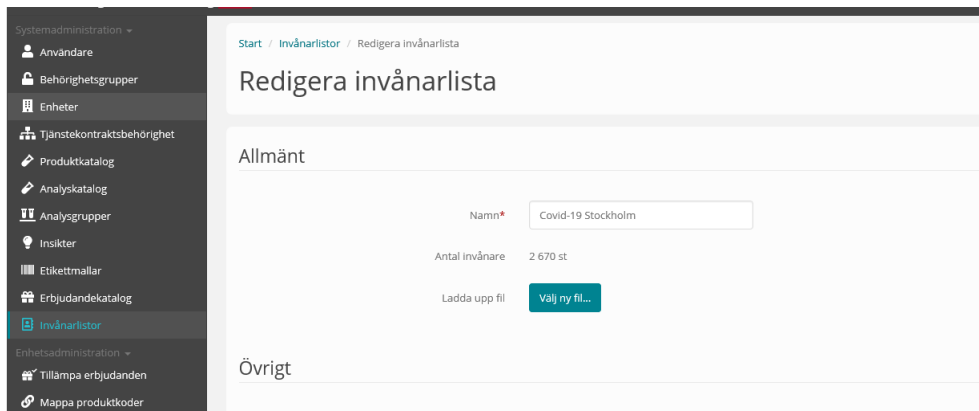 Systemadministration
Användare
Behörighetsgrupper
Enheter
Tjänstekontraktsbehörighet
Produktkatalog
Analyskatalog
Analysgrupper
Insikter
Etikettmallar
Erbjudandekatalog
Invånarlistor
Enhetsadministration
Tillämpa erbjudanden
Mappa produktkoder
Start / Invånarlistor / Redigera invånarlista
Redigera invånarlista
Allmänt
Namn* Covid-19 Stockholm
Antal invånare 2 670 st
Ladda upp fil Välj ny fil...
Övrigt